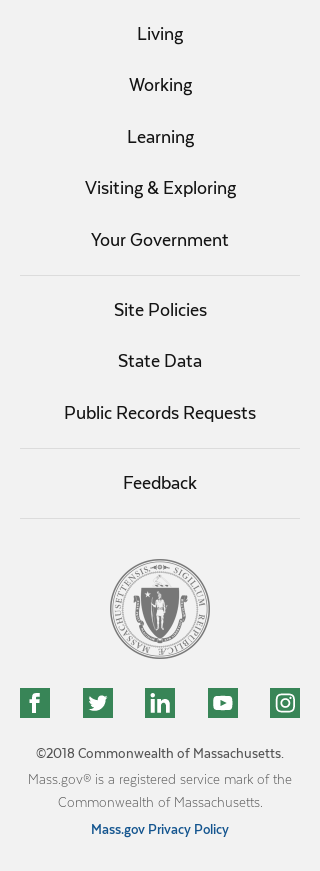 Living
Working
Learning
Visiting & Exploring
Your Government
Site Policies
State Data
Public Records Requests
Feedback
SIGILLUM REIPUBLICÆ MASSACHUSETTENSIS
©2018 Commonwealth of Massachusetts.
Mass.gov® is a registered service mark of the
Commonwealth of Massachusetts.
Mass.gov Privacy Policy